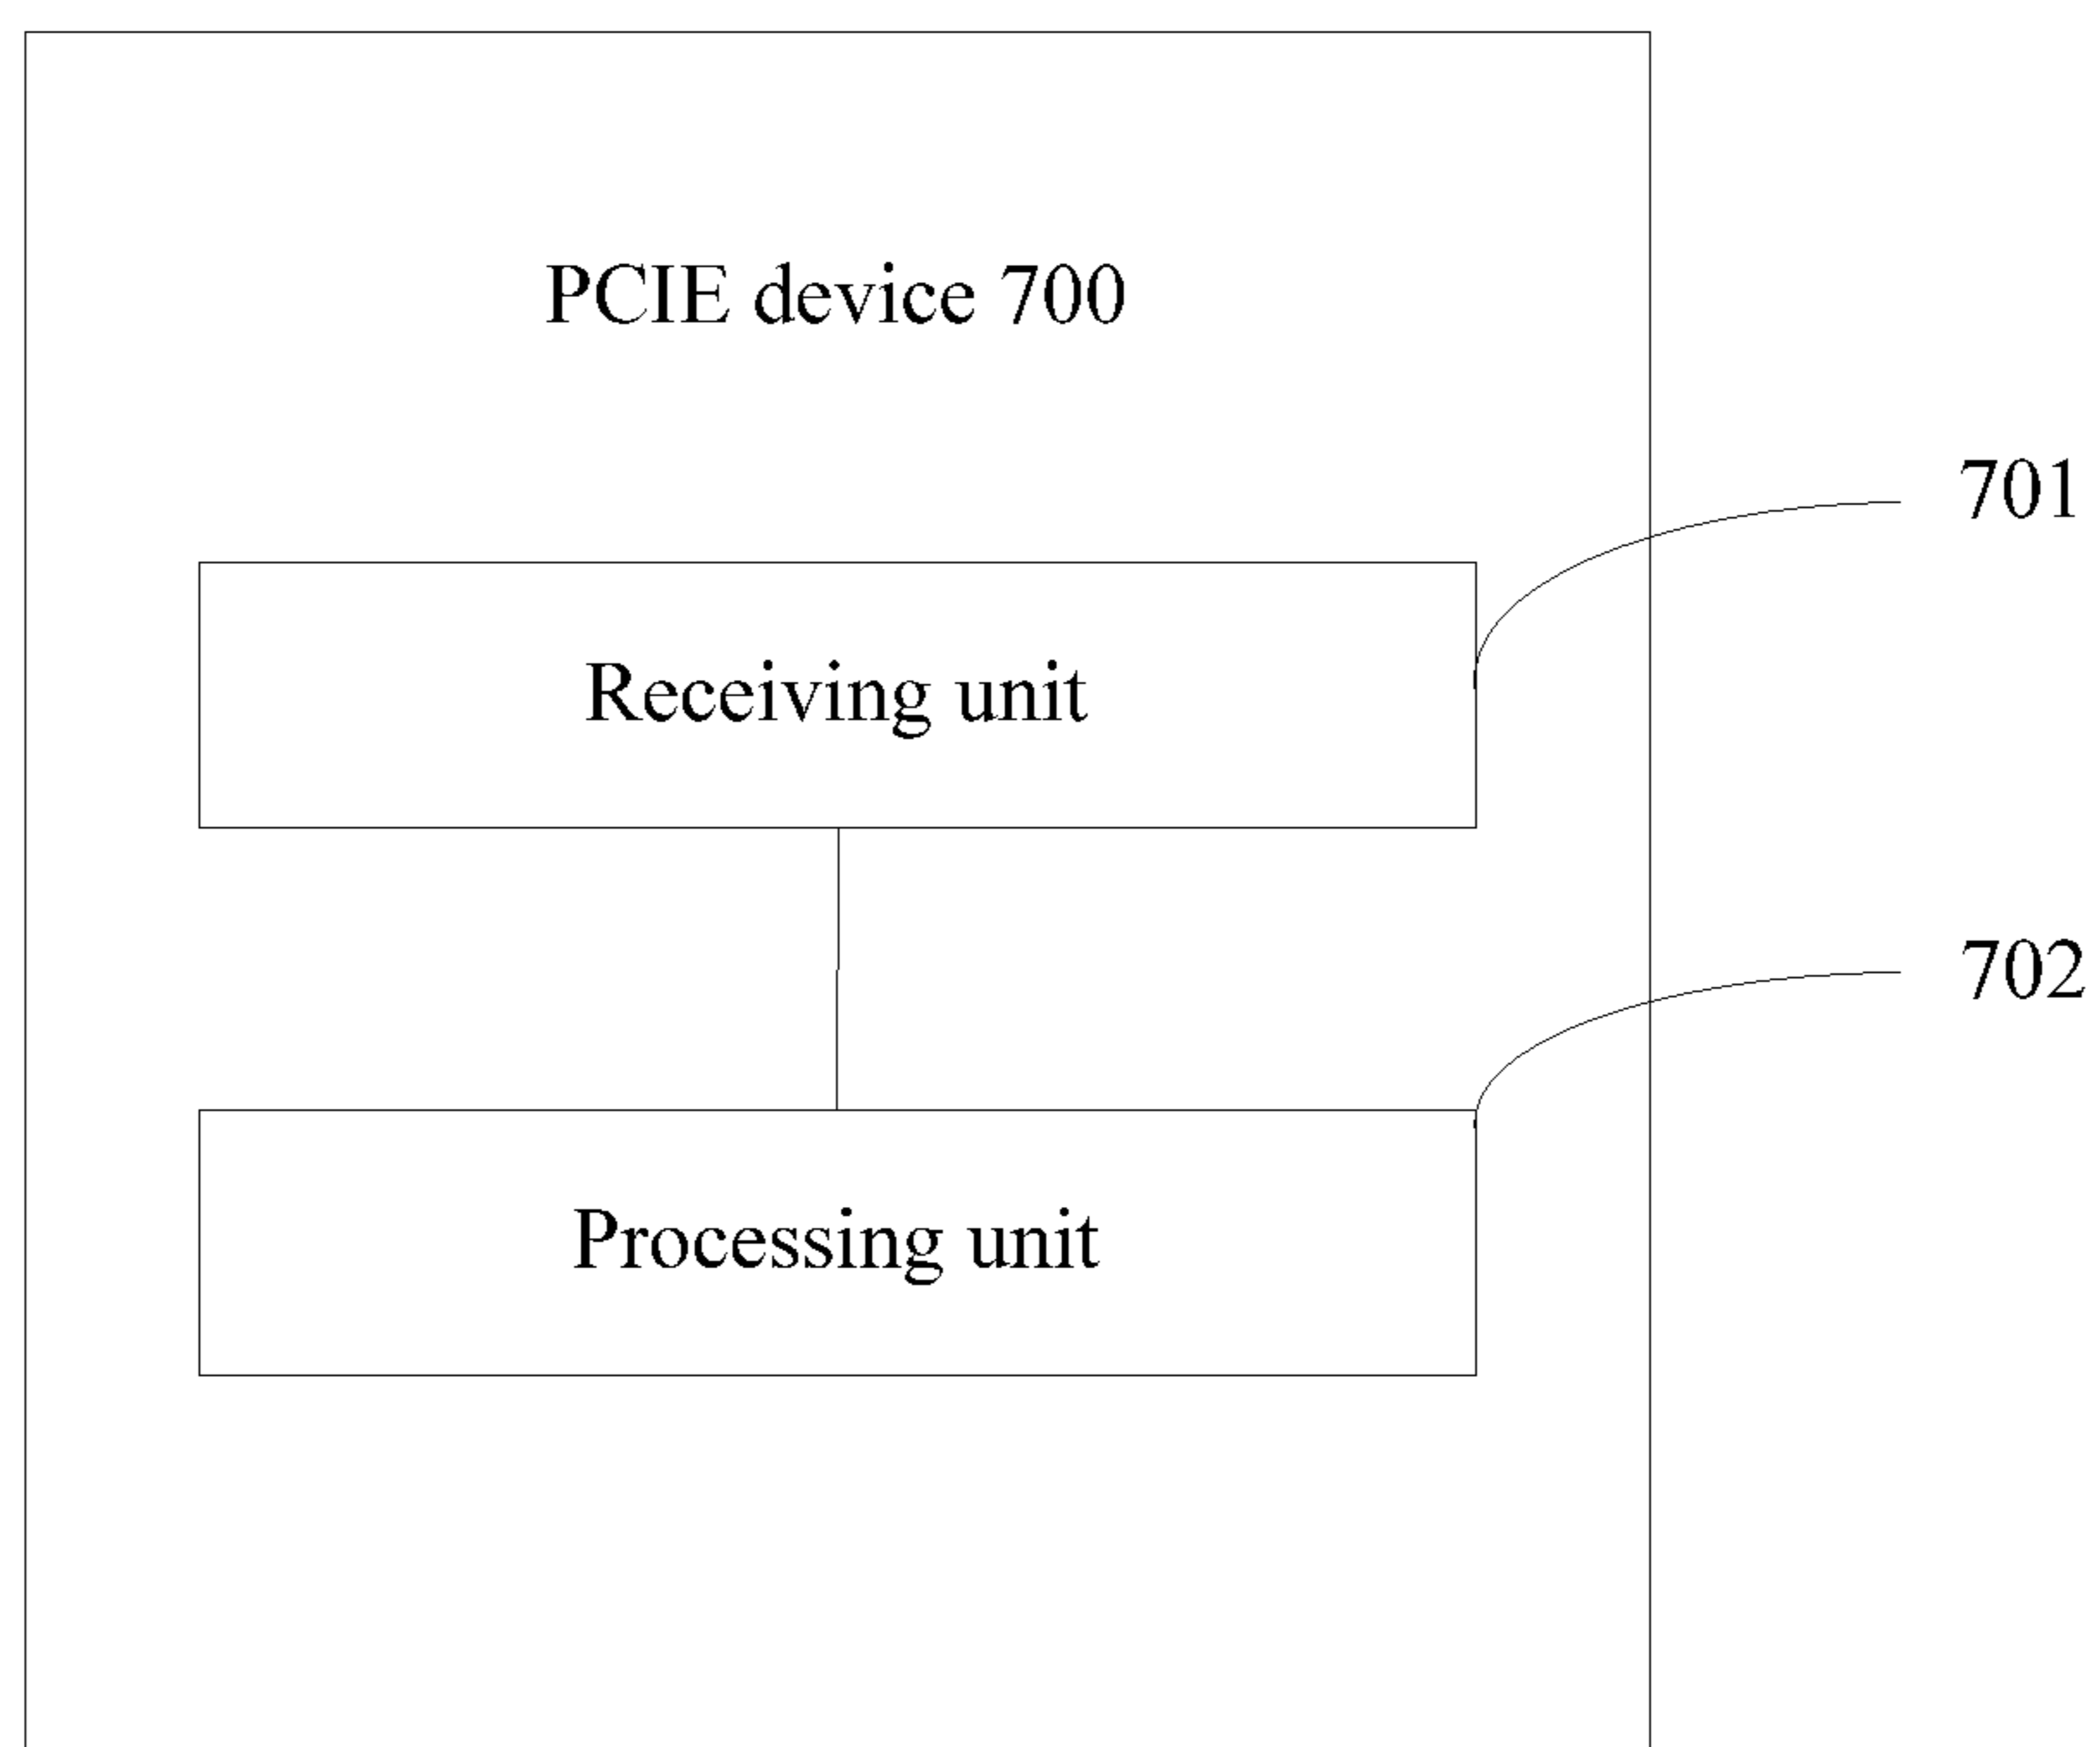 PCIE device 700
701
Receiving unit
702
Processing unit